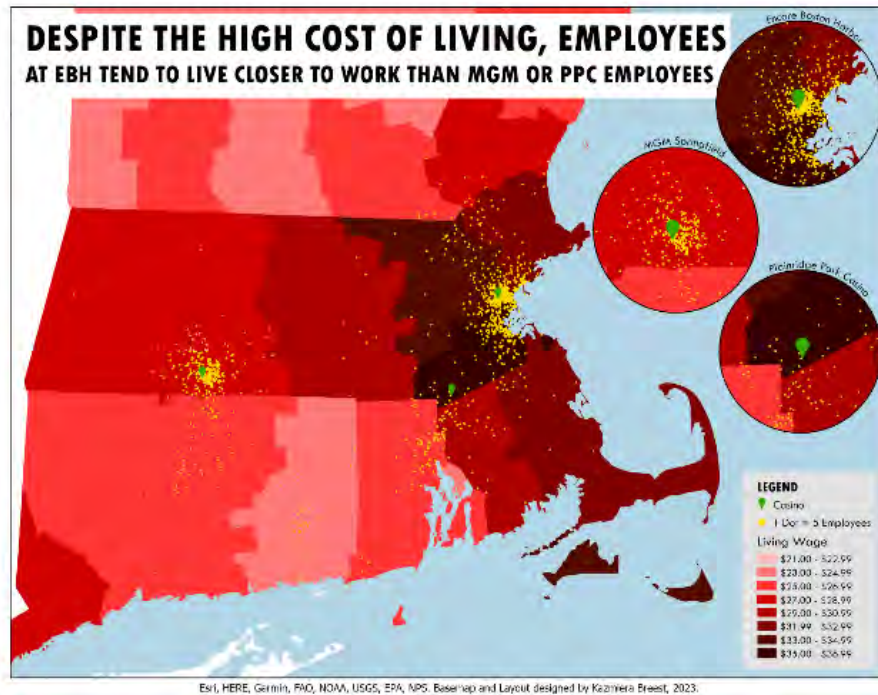 DESPITE THE HIGH COST OF LIVING, EMPLOYEES
AT EBH TEND TO LIVE CLOSER TO WORK THAN MGM OR PPC EMPLOYEES
Encore Boston Harbor
MGM Springfield
Plainridge Park Casino
LEGEND
Casino
1 Dot = 5 Employees
Living Wage
$21.00 - $22.99
$23.00 - $24.99
$25.00 - $26.99
$27.00 - $28.99
$29.00 - $30.99
$31.99 - $32.99
$33.00 - $34.99
$35.00 - $36.99
Esri, HERE, Garmin, FAO, NOAA, USGS, EPA, NPS. Basemap and Layout designed by Kazmiera Breest, 2023.